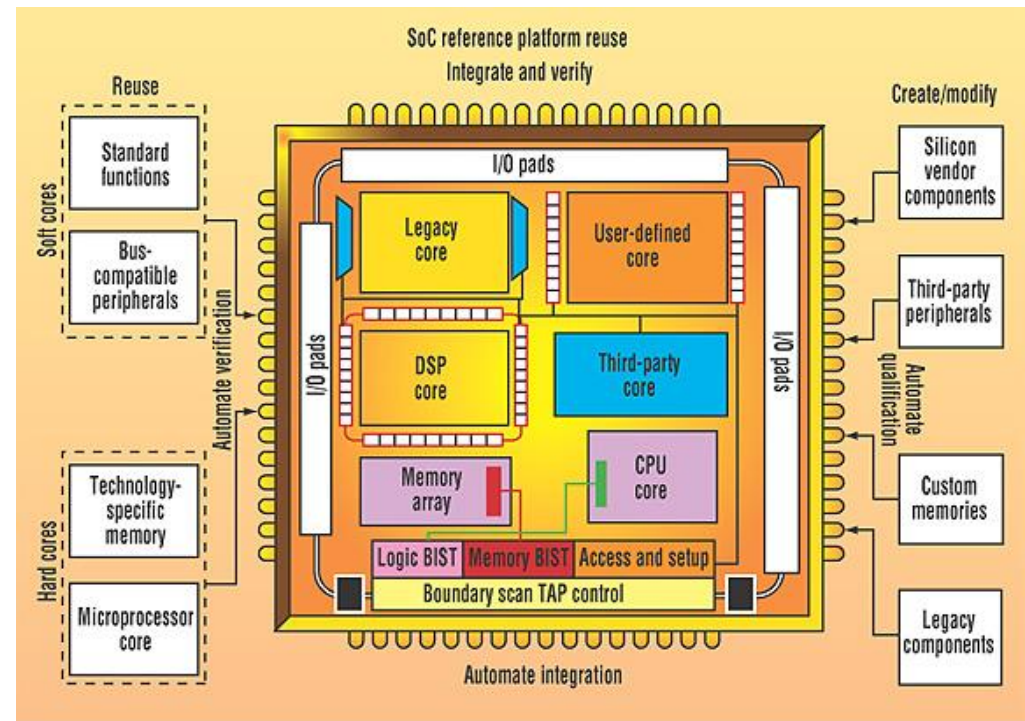 SoC reference platform reuse
Integrate and verify
Reuse
Create/modify
Soft cores
Standard
functions
Bus-
compatible
peripherals
Automate verification
Hard cores
Technology-
specific
memory
Microprocessor
core
I/O pads
I/O pads
I/O pads
Legacy
core
User-defined
core
DSP
core
Third-party
core
Memory
array
CPU
core
Logic BIST
Memory BIST
Access and setup
Boundary scan TAP control
Automate integration
Silicon
vendor
components
Third-party
peripherals
Automate
qualification
Custom
memories
Legacy
components